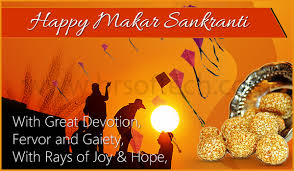 Happy Makar Sankranti
With Great Devotion,
Fervor and Gaiety,
With Rays of Joy & Hope,